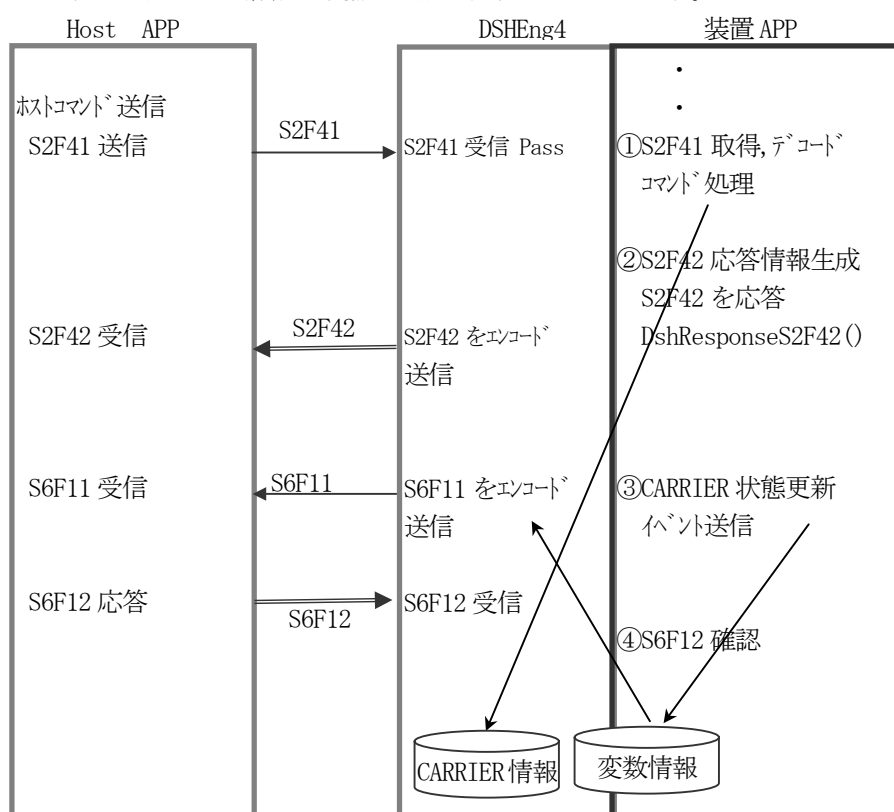 Host APP DSHEng4 装置 APP
・
ﾎｽﾄｺﾏﾝﾄﾞ送信 ・
S2F41 送信 S2F41 S2F41 受信 Pass ①S2F41 取得,ﾃﾞｺｰﾄﾞ
ｺﾏﾝﾄﾞ処理
②S2F42 応答情報生成
S2F42 を応答
S2F42 受信 S2F42 S2F42 をｴﾝｺｰﾄﾞ DshResponseS2F42()
送信
S6F11 受信 S6F11 S6F11 をｴﾝｺｰﾄﾞ ③CARRIER 状態更新
送信 ｲﾍﾞﾝﾄ送信
S6F12 応答 S6F12 S6F12 受信
④S6F12 確認
CARRIER 情報 変数情報